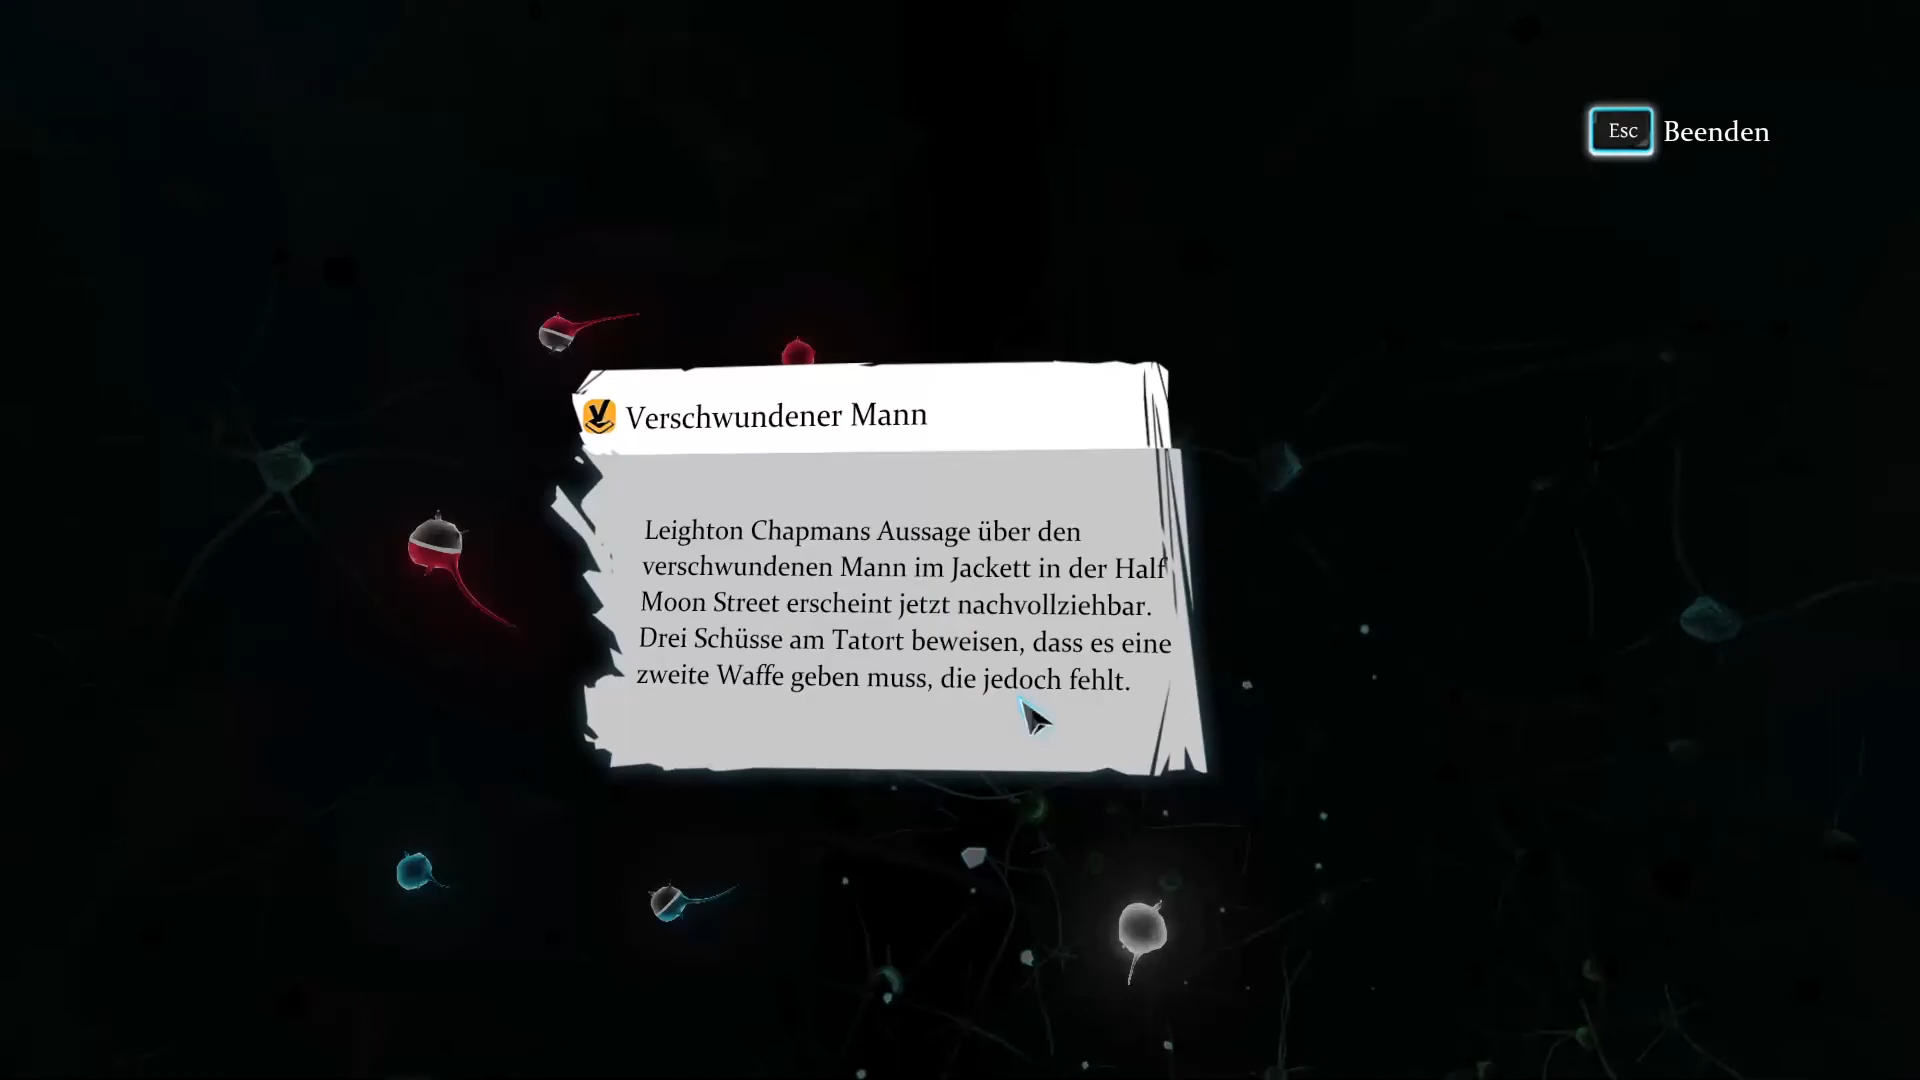 Esc Beenden
Verschwundener Mann
Leighton Chapmans Aussage über den
verschwundenen Mann im Jackett in der Half
Moon Street erscheint jetzt nachvollziehbar.
Drei Schüsse am Tatort beweisen, dass es eine
zweite Waffe geben muss, die jedoch fehlt.